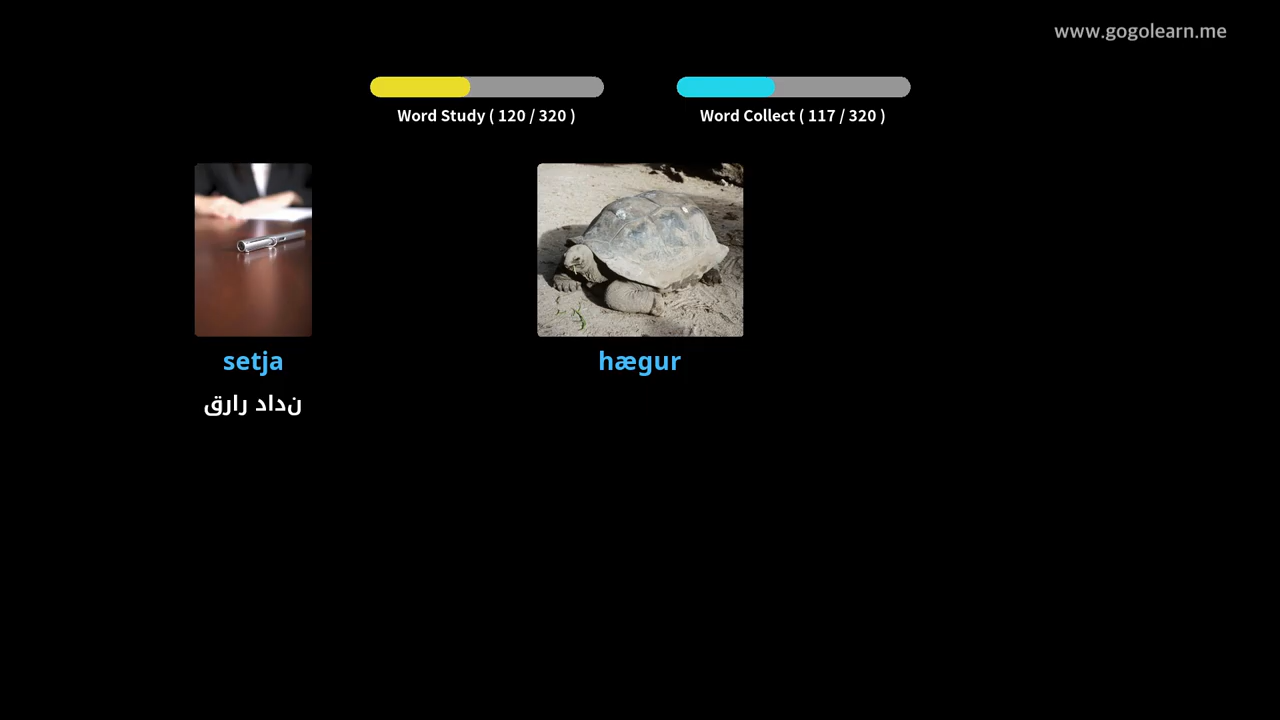 www.gogolearn.me
Word Study ( 120 / 320 )
Word Collect ( 117 / 320 )
setja
hægur
نداد رارق